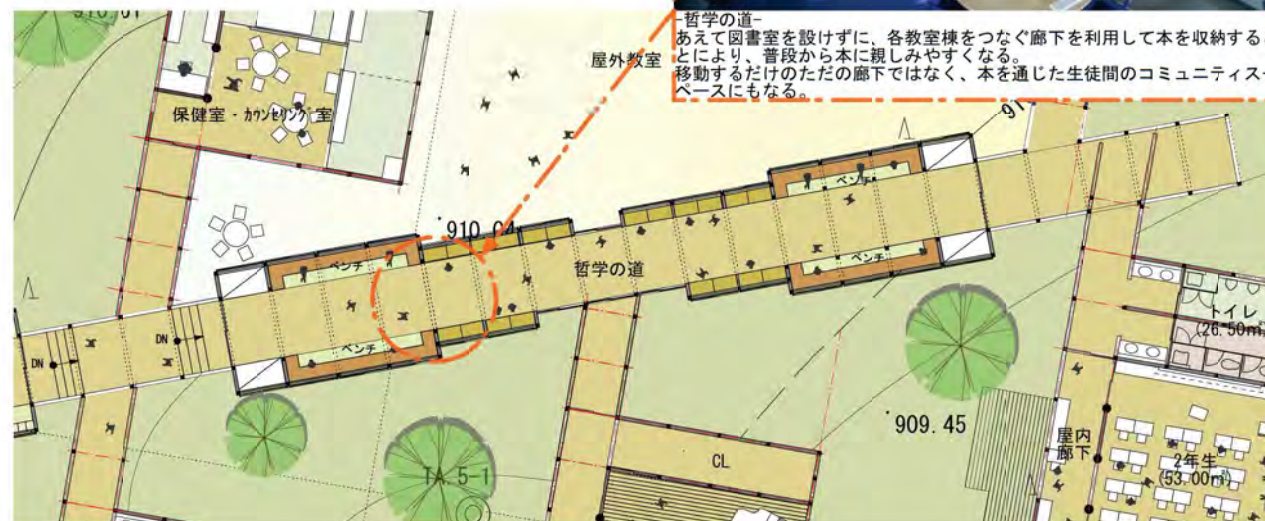 -哲学の道-
あえて図書室を設けずに、各教室棟をつなぐ廊下を利用して本を収納する
とにより、普段から本に親しみやすくなる。
移動するだけのただの廊下ではなく、本を通じた生徒間のコミュニティス
ペースにもなる。
屋外教室
保健室 - カウンセリング室
ベンチ
910.04
哲学の道
ベンチ
ベンチ
ベンチ
DN
DN
トイレ
(26.50㎡)
909.45
CL
TA.5-1
屋内
廊下
2年生
(53.00㎡)